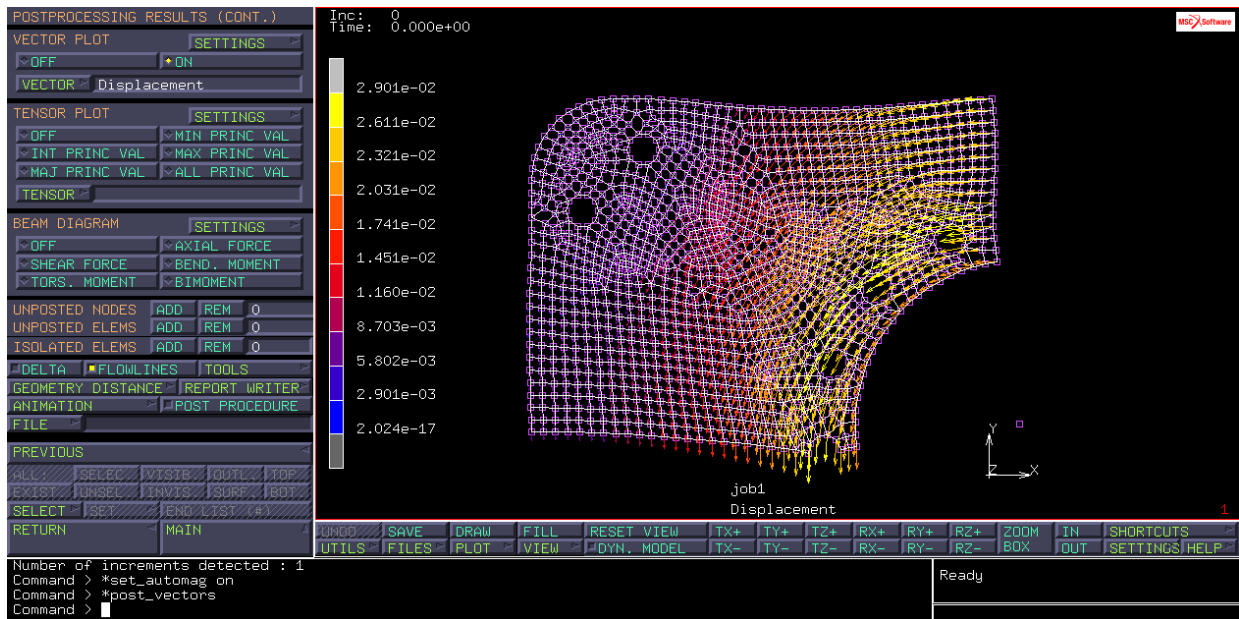 POSTPROCESSING RESULTS (CONT.)
VECTOR PLOT SETTINGS
OFF ON
VECTOR Displacement
TENSOR PLOT SETTINGS
OFF MIN PRINC VAL
INT PRINC VAL MAX PRINC VAL
MAJ PRINC VAL ALL PRINC VAL
TENSOR
BEAM DIAGRAM SETTINGS
OFF AXIAL FORCE
SHEAR FORCE BEND. MOMENT
TORS. MOMENT BIMOMENT
UNPOSTED NODES ADD REM 0
UNPOSTED ELEMS ADD REM 0
ISOLATED ELEMS ADD REM 0
DELTA FLOWLINES TOOLS
GEOMETRY DISTANCE REPORT WRITER
ANIMATION POST PROCEDURE
FILE
PREVIOUS
ALL: SELEC. VISIB. OUTL. TOP
EXIST. UNSEL. INVIS. SURF. BOT.
SELECT SET END LIST (#)
RETURN MAIN
Inc: 0
Time: 0.000e+00
MSC Software
2.901e-02
2.611e-02
2.321e-02
2.031e-02
1.741e-02
1.451e-02
1.160e-02
8.703e-03
5.802e-03
2.901e-03
2.024e-17
Y
Z X
job1
Displacement
1
UNDO SAVE DRAW FILL RESET VIEW TX+ TY+ TZ+ RX+ RY+ RZ+ ZOOM IN SHORTCUTS
UTILS FILES PLOT VIEW DYN. MODEL TX- TY- TZ- RX- RY- RZ- BOX OUT SETTINGS HELP
Number of increments detected : 1
Command > *set_automag on
Command > *post_vectors
Command >
Ready